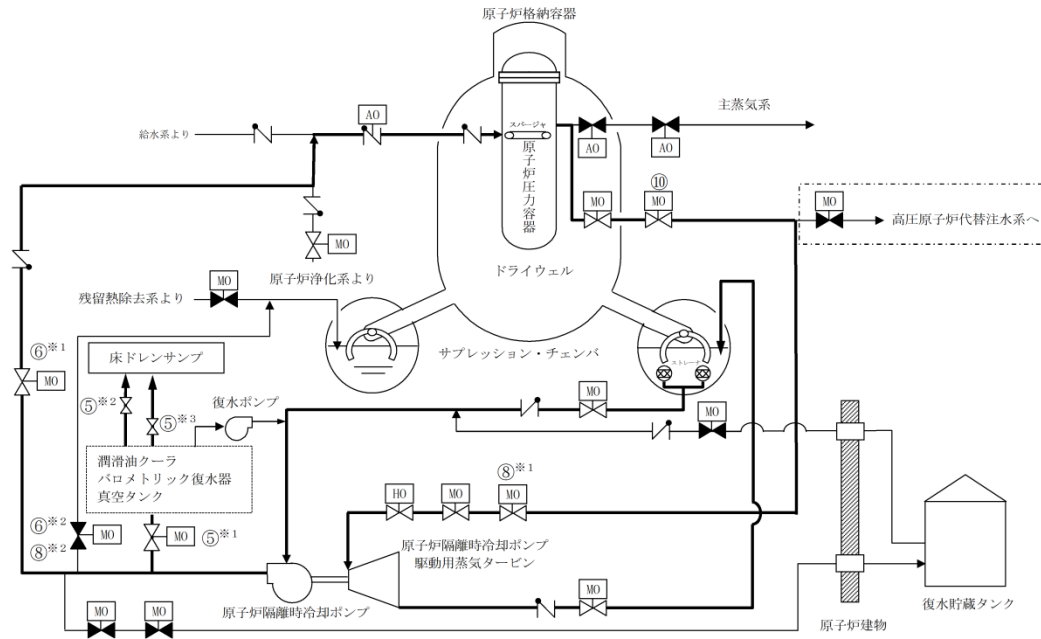 原子炉格納容器
主蒸気系
AO
給水系より
スパージャ
原子炉圧力容器
AO
AO
⑩
MO
MO
MO
高圧原子炉代替注水系へ
MO
原子炉浄化系より
ドライウェル
MO
残留熱除去系より
⑥※1
MO
床ドレンサンプ
サプレッション・チェンバ
ストレーナ
⑤※2
⑤※3
復水ポンプ
MO
MO
潤滑油クーラ
バロメトリック復水器
真空タンク
⑧※1
HO
MO
MO
⑥※2
⑧※2
MO
MO
⑤※1
原子炉隔離時冷却ポンプ
駆動用蒸気タービン
MO
原子炉隔離時冷却ポンプ
MO
MO
復水貯蔵タンク
原子炉建物